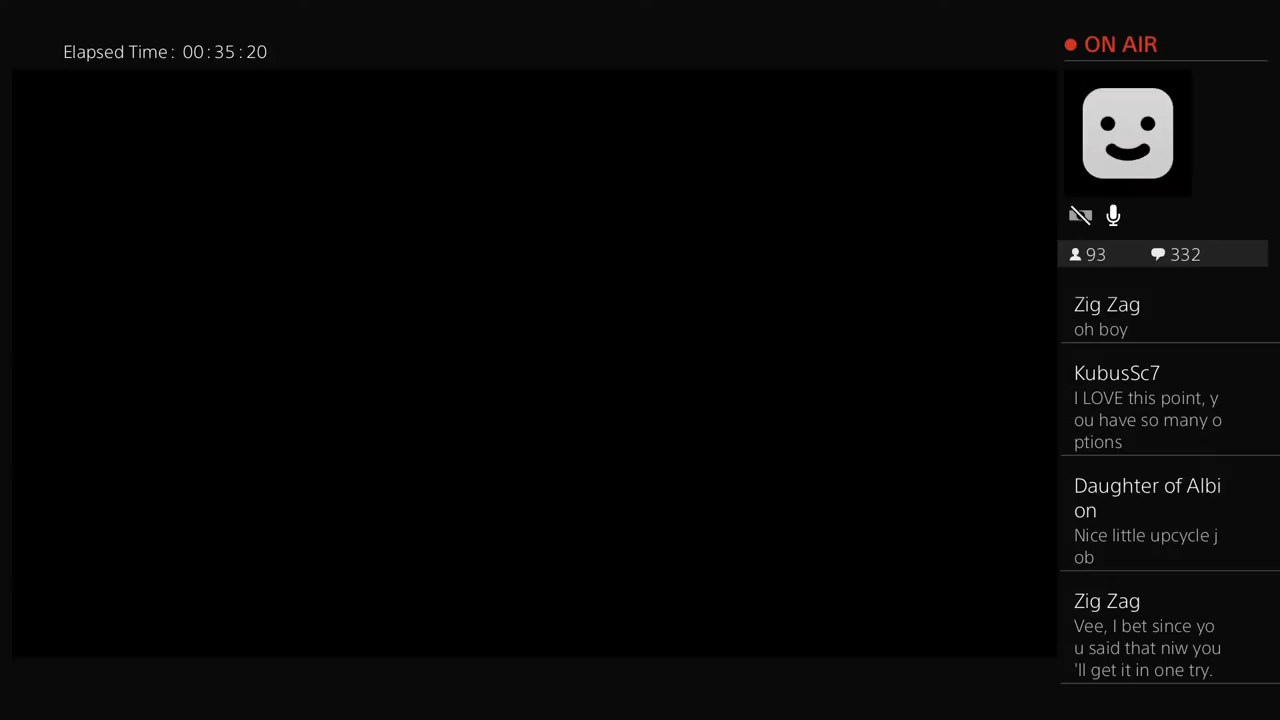 Elapsed Time: 00:35:20
ON AIR
93 332
Zig Zag
oh boy
KubusSc7
I LOVE this point, y
ou have so many o
ptions
Daughter of Albi
on
Nice little upcycle j
ob
Zig Zag
Vee, I bet since yo
u said that niw you
'll get it in one try.